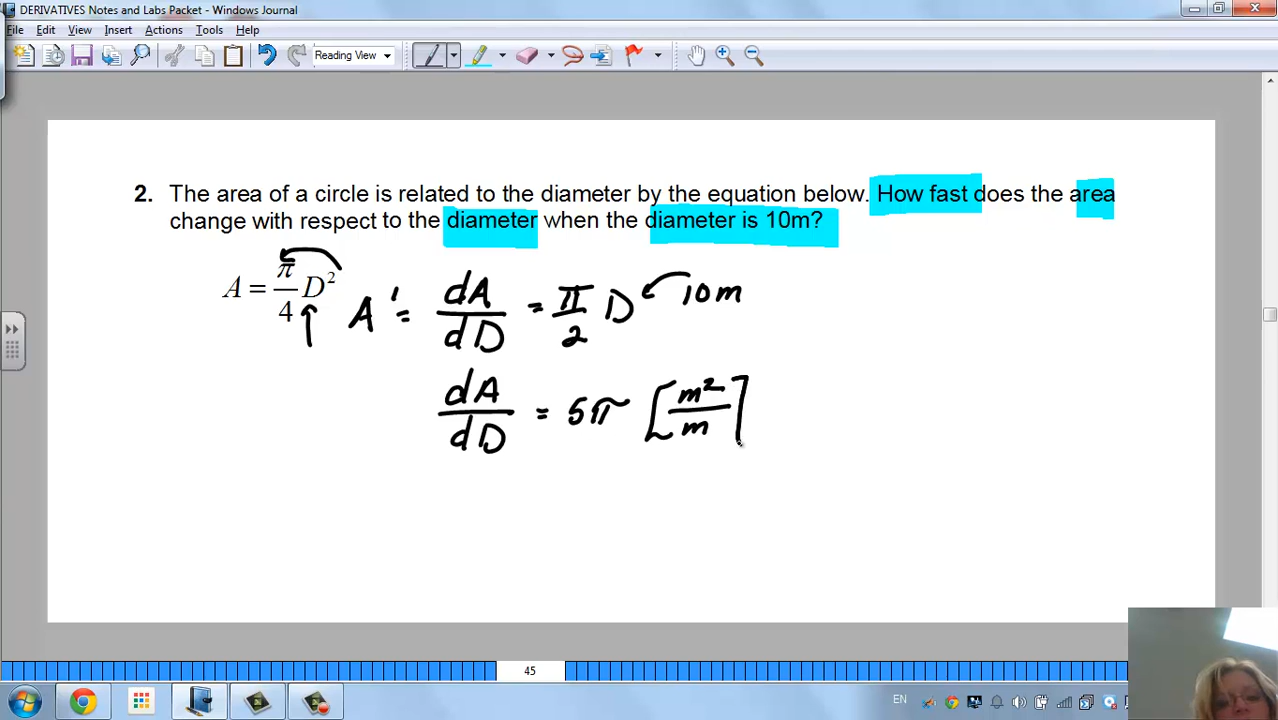 DERIVATIVES Notes and Labs Packet - Windows Journal
File Edit View Insert Actions Tools Help
Reading View
2. The area of a circle is related to the diameter by the equation below. How fast does the area
change with respect to the diameter when the diameter is 10m?
A = π/4 D² A' = dA/dD = π/2 D 10m
dA/dD = 5π [m²/m]
45
EN